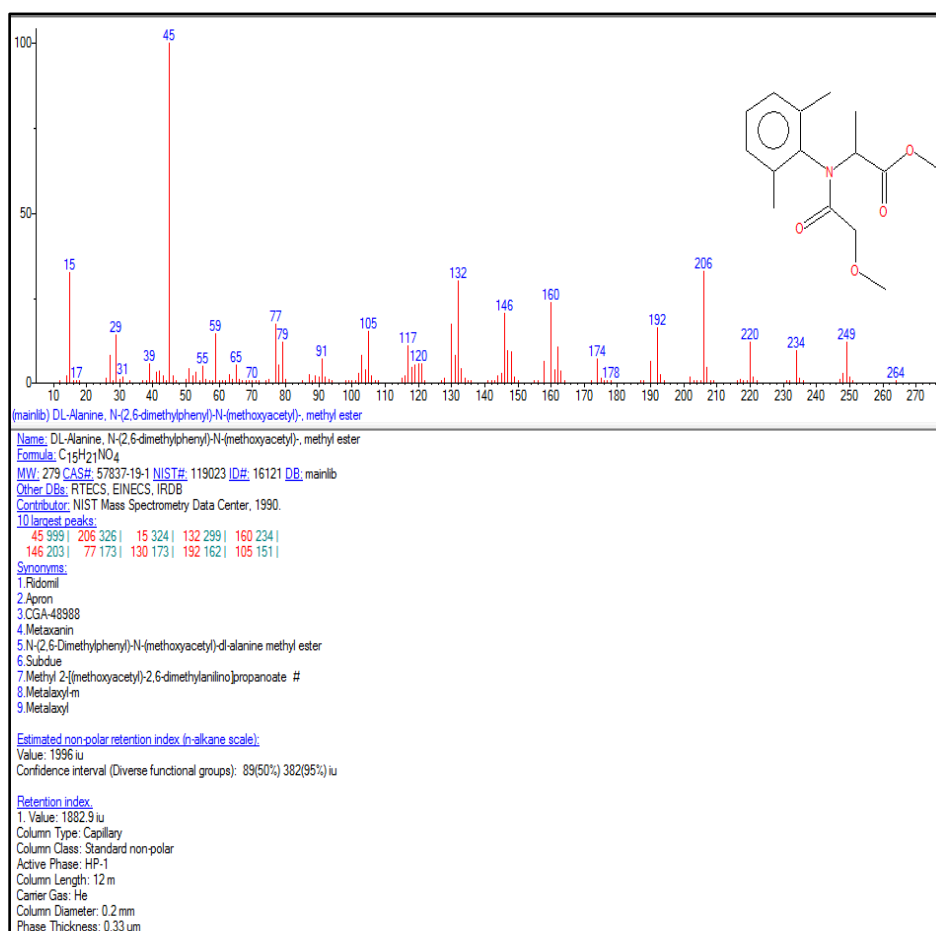 100
50
0
45
15
17
29
31
39
55
59
65
70
77
79
91
105
117
120
132
146
160
174
178
192
206
220
234
249
264
10 20 30 40 50 60 70 80 90 100 110 120 130 140 150 160 170 180 190 200 210 220 230 240 250 260 270
N
O
O
O
O
(mainlib) DL-Alanine, N-(2,6-dimethylphenyl)-N-(methoxyacetyl)-, methyl ester
Name: DL-Alanine, N-(2,6-dimethylphenyl)-N-(methoxyacetyl)-, methyl ester
Formula: C15H21NO4
MW: 279 CAS#: 57837-19-1 NIST#: 119023 ID#: 16121 DB: mainlib
Other DBs: RTECS, EINECS, IRDB
Contributor: NIST Mass Spectrometry Data Center, 1990.
10 largest peaks:
45 999 | 206 326 | 15 324 | 132 299 | 160 234 |
146 203 | 77 173 | 130 173 | 192 162 | 105 151 |
Synonyms:
1.Ridomil
2.Apron
3.CGA-48988
4.Metaxanin
5.N-(2,6-Dimethylphenyl)-N-(methoxyacetyl)-dl-alanine methyl ester
6.Subdue
7.Methyl 2-[(methoxyacetyl)-2,6-dimethylanilino]propanoate #
8.Metalaxyl-m
9.Metalaxyl
Estimated non-polar retention index (n-alkane scale):
Value: 1996 iu
Confidence interval (Diverse functional groups): 89(50%) 382(95%) iu
Retention index.
1. Value: 1882.9 iu
Column Type: Capillary
Column Class: Standard non-polar
Active Phase: HP-1
Column Length: 12 m
Carrier Gas: He
Column Diameter: 0.2 mm
Phase Thickness: 0.33 um